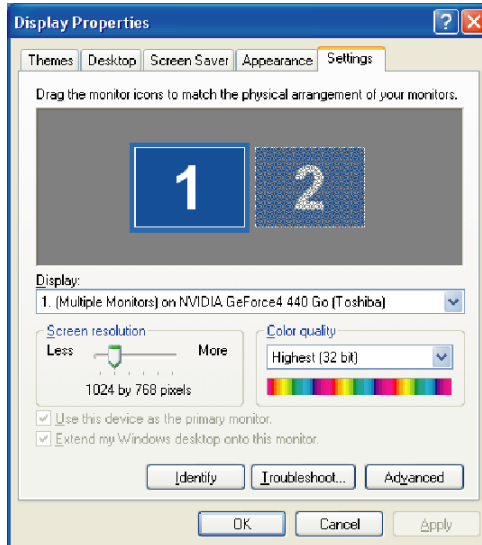 Display Properties
Themes Desktop Screen Saver Appearance Settings
Drag the monitor icons to match the physical arrangement of your monitors.
1 2
Display:
1. (Multiple Monitors) on NVIDIA GeForce4 440 Go (Toshiba)
Screen resolution
Less More
1024 by 768 pixels
Color quality
Highest (32 bit)
Use this device as the primary monitor.
Extend my Windows desktop onto this monitor.
Identify Troubleshoot... Advanced
OK Cancel Apply